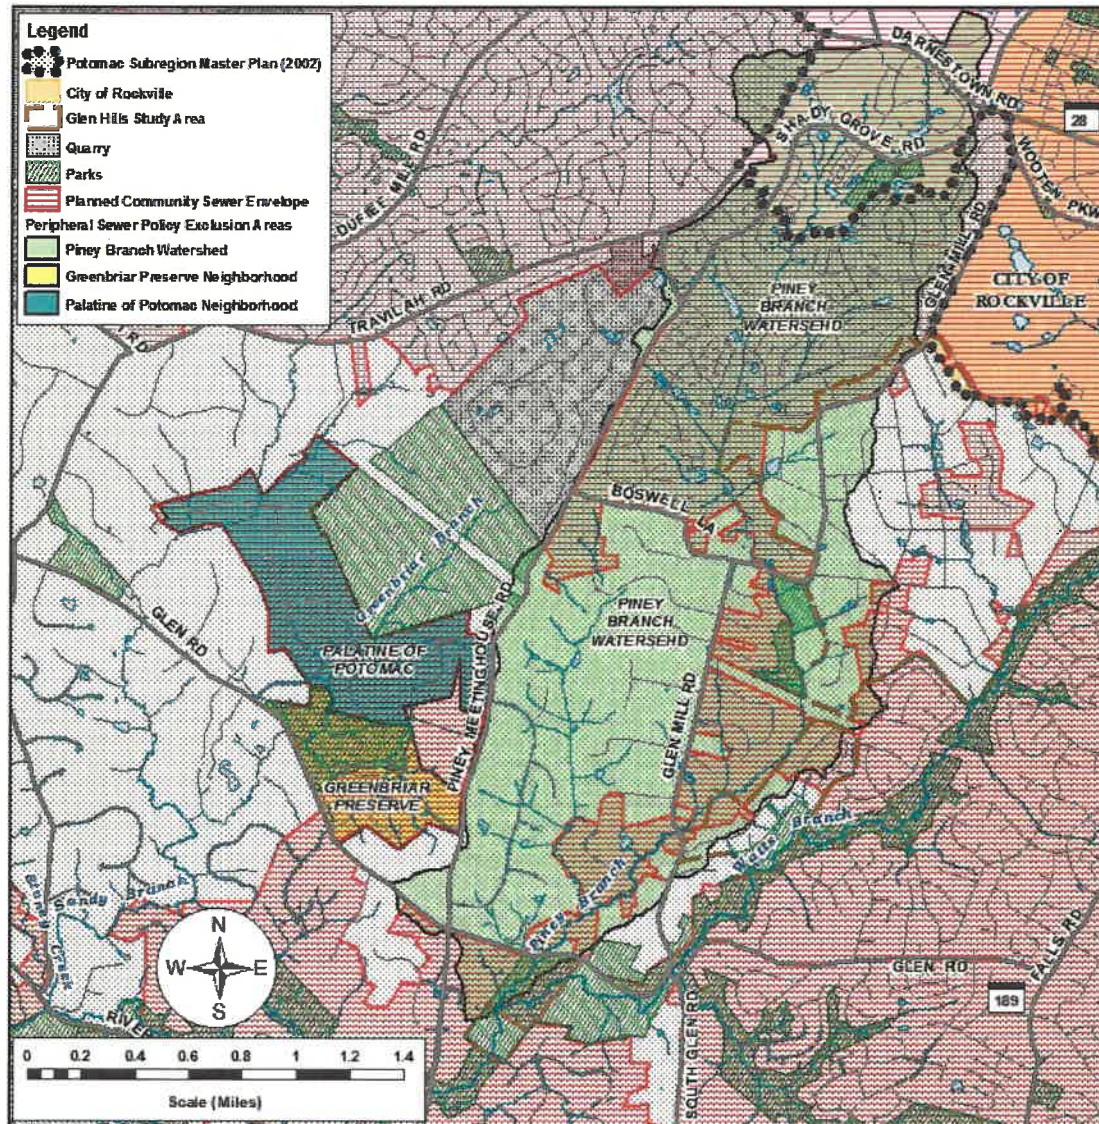 Legend
Potomac Subregion Master Plan (2002)
City of Rockville
Glen Hills Study Area
Quarry
Parks
Planned Community Sewer Envelope
Peripheral Sewer Policy Exclusion Areas
Piney Branch Watershed
Greenbriar Preserve Neighborhood
Palatine of Potomac Neighborhood
DARNESTOWN RD
28
SHADY GROVE RD
WOOTEN PKW
DUFIEF MILL RD
GLEN MILL RD
CITY OF
ROCKVILLE
PINEY
BRANCH
WATERSEHD
TRAVILAH RD
RD
BOSWELL LA
Greenbriar Branch
GLEN RD
PINEY MEETINGHOUSE RD
PINEY
BRANCH
WATERSEHD
PALATINE OF
POTOMAC
GLEN MILL RD
GREENBRIAR
PRESERVE
Watts Branch
Sandy Branch
Piney Branch
Creek
N
W E
S
GLEN RD
FALLS RD
189
RIVER
SOUTH GLEN RD
0 0.2 0.4 0.6 0.8 1 1.2 1.4
Scale (Miles)